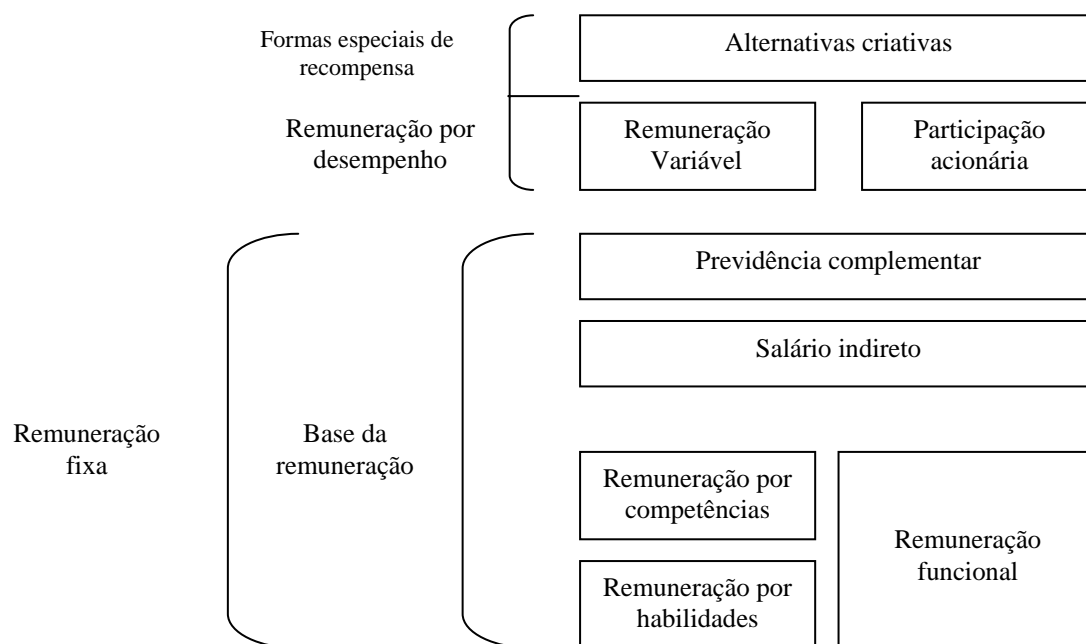 Formas especiais de
recompensa
Alternativas criativas
Remuneração por
desempenho
Remuneração
Variável
Participação
acionária
Remuneração
fixa
Base da
remuneração
Previdência complementar
Salário indireto
Remuneração por
competências
Remuneração por
habilidades
Remuneração
funcional